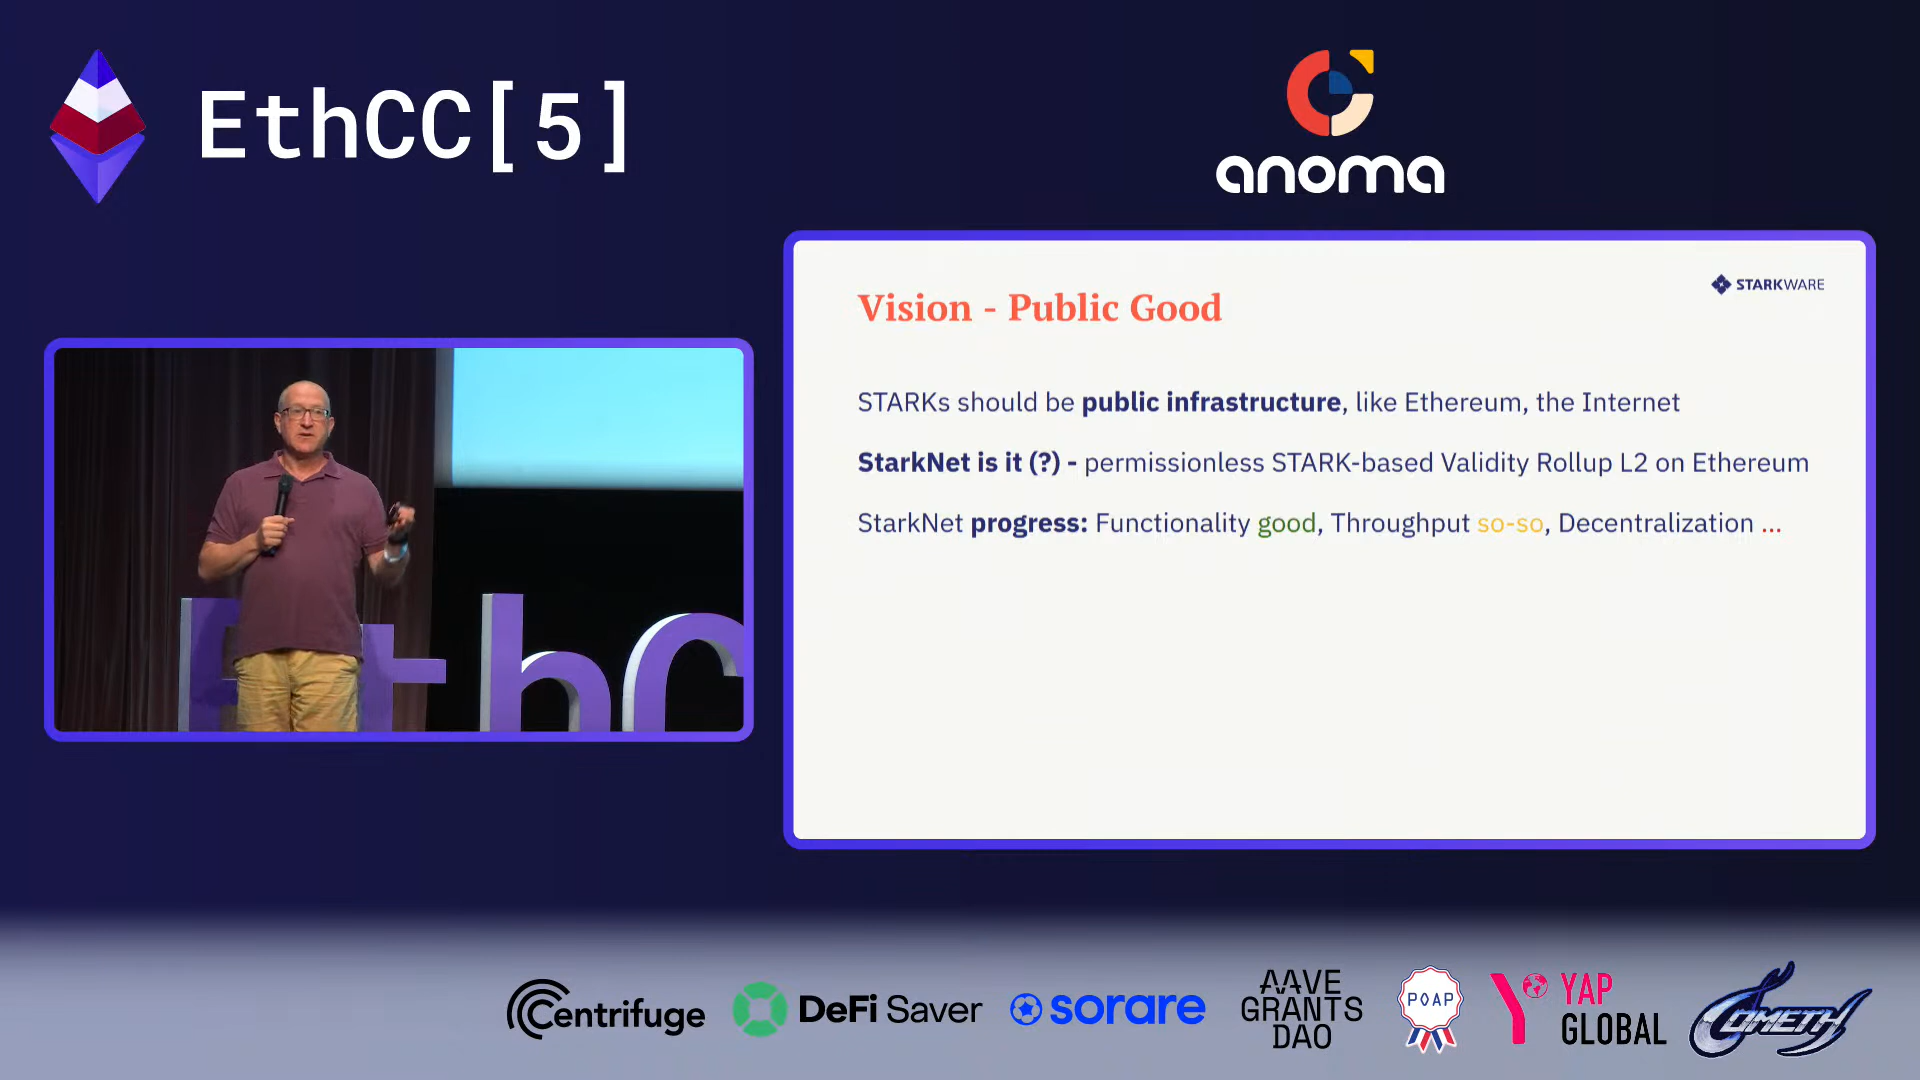 EthCC[5]
anoma
STARKWARE
Vision - Public Good
STARKs should be public infrastructure, like Ethereum, the Internet
StarkNet is it (?) - permissionless STARK-based Validity Rollup L2 on Ethereum
StarkNet progress: Functionality good, Throughput so-so, Decentralization ...
EthC
Centrifuge
DeFi Saver
sorare
AAVE
GRANTS
DAO
POAP
YAP
GLOBAL
COMETH